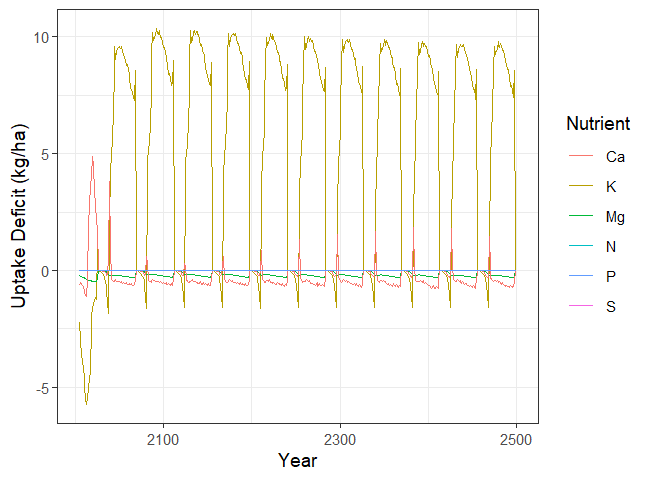 10
5
0
-5
2100
2300
2500
Year
Uptake Deficit (kg/ha)
Nutrient
Ca
K
Mg
N
P
S